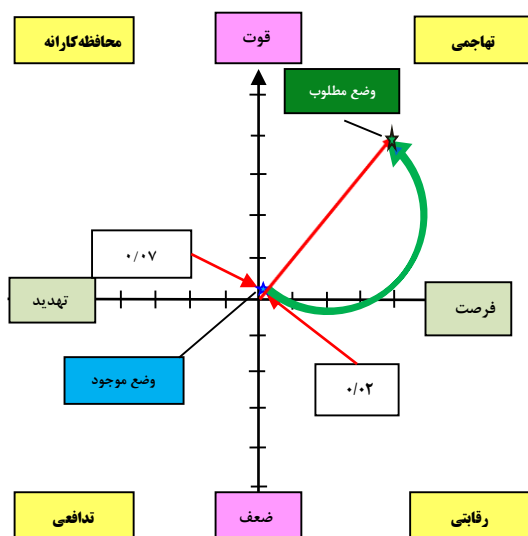 تهاجمی
قوت
محافظه‌کارانه
وضع مطلوب
۰/۰۷
فرصت
تهدید
وضع موجود
۰/۰۲
رقابتی
ضعف
تدافعی